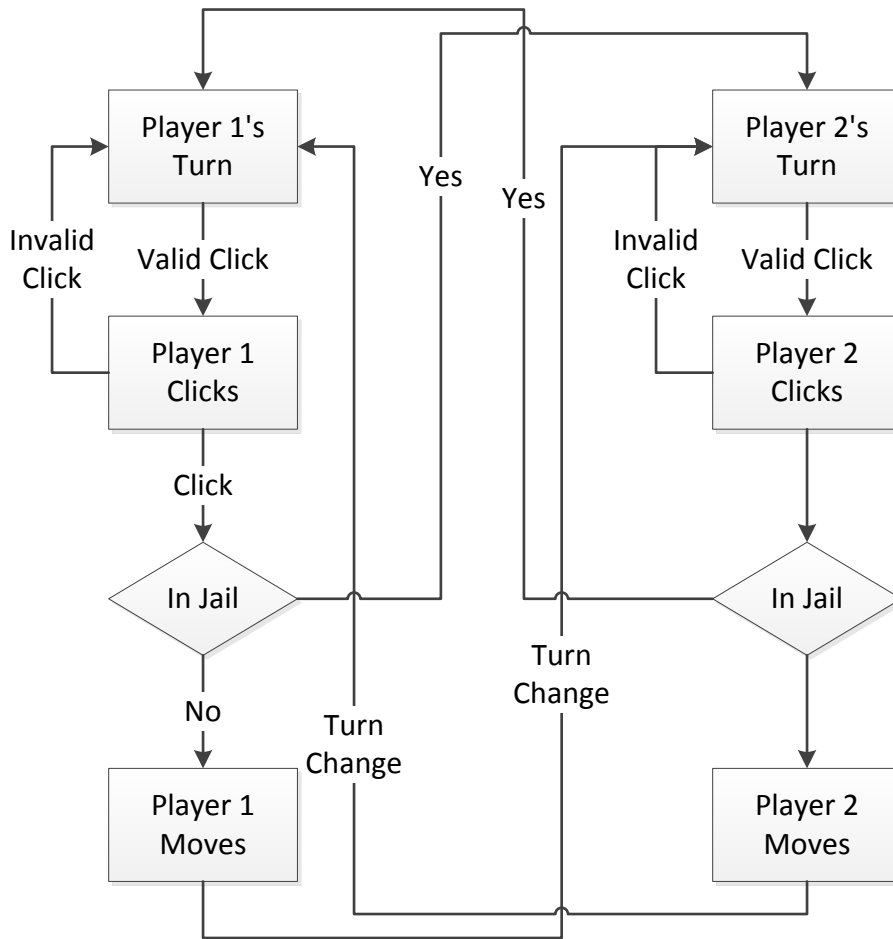 Player 1's
Turn
Player 2's
Turn
Yes
Yes
Invalid
Click
Valid Click
Invalid
Click
Valid Click
Player 1
Clicks
Player 2
Clicks
Click
In Jail
In Jail
No
Turn
Change
Turn
Change
Player 1
Moves
Player 2
Moves